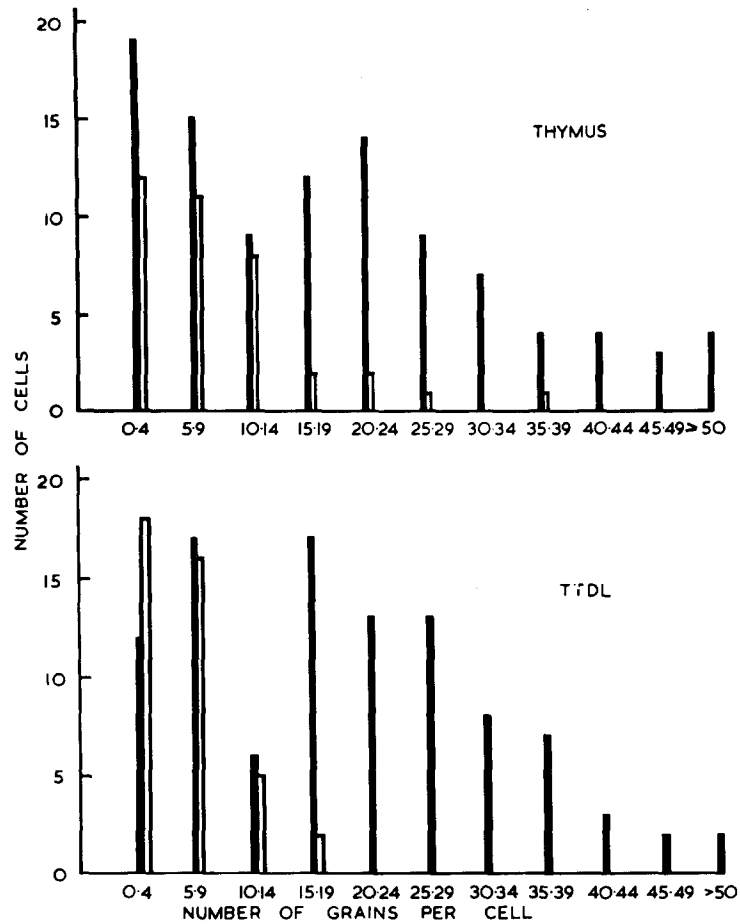 20
15
10
5
0
THYMUS
0·4 5·9 10·14 15·19 20·24 25·29 30·34 35·39 40·44 45·49 ≥50
NUMBER OF CELLS
20
15
10
5
0
TTDL
0·4 5·9 10·14 15·19 20·24 25·29 30·34 35·39 40·44 45·49 >50
NUMBER OF GRAINS PER CELL